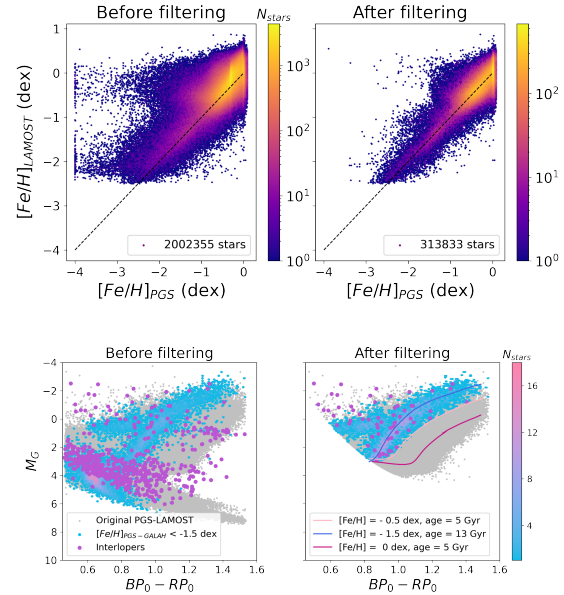 Before filtering
N_stars
After filtering
1
0
−1
−2
−3
−4
[Fe/H]_LAMOST (dex)
10^3
10^2
10^1
10^0
10^2
10^1
10^0
2002355 stars
313833 stars
−4 −3 −2 −1 0
−4 −3 −2 −1 0
[Fe/H]_PGS (dex)
[Fe/H]_PGS (dex)
Before filtering
After filtering
N_stars
−4
−2
0
2
4
6
8
10
M_G
16
12
8
4
Original PGS-LAMOST
[Fe/H]_PGS−GALAH < -1.5 dex
Interlopers
[Fe/H] = - 0.5 dex, age = 5 Gyr
[Fe/H] = - 1.5 dex, age = 13 Gyr
[Fe/H] = 0 dex, age = 5 Gyr
0.6 0.8 1.0 1.2 1.4 1.6
0.6 0.8 1.0 1.2 1.4 1.6
BP_0 − RP_0
BP_0 − RP_0